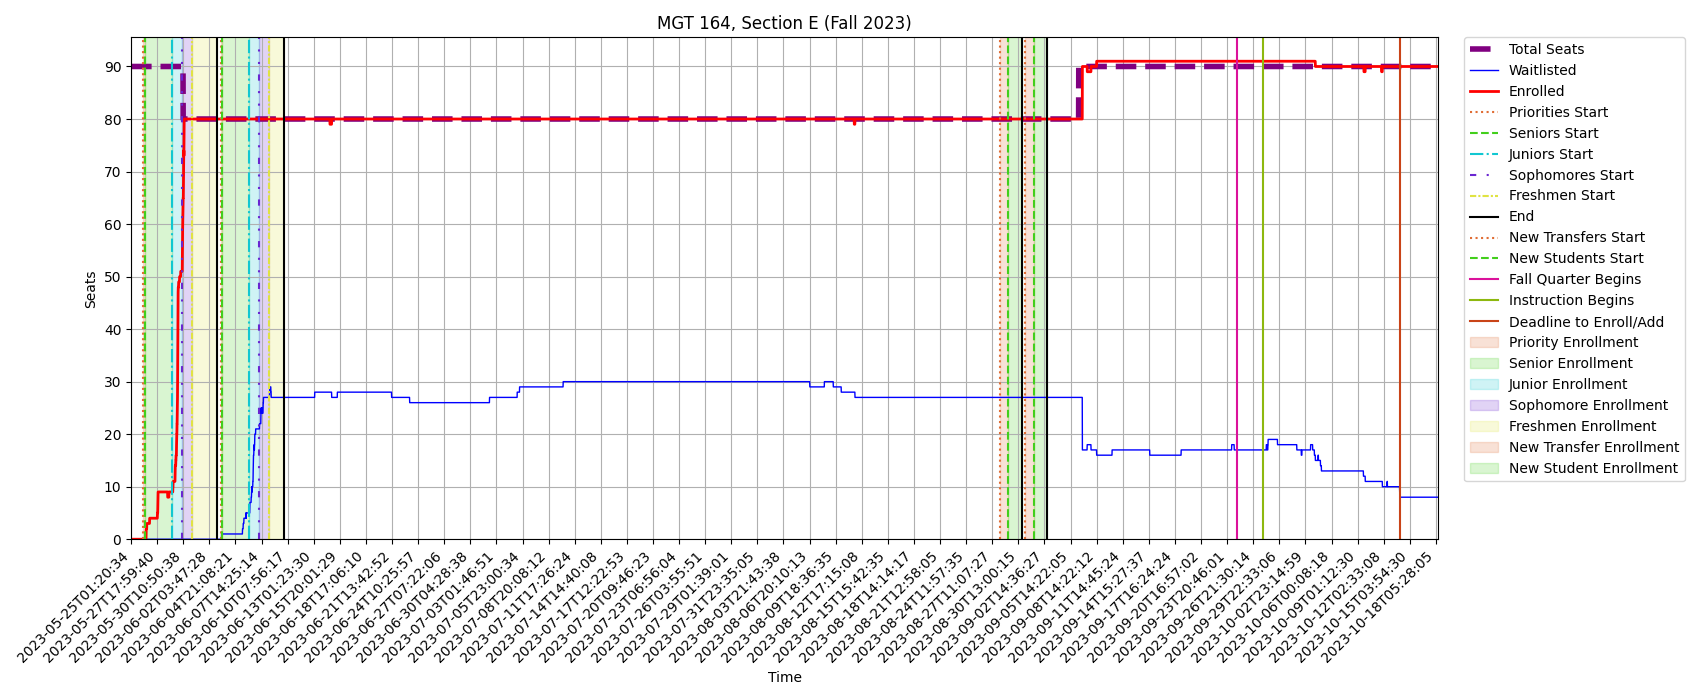 MGT 164, Section E (Fall 2023)
Seats
90
80
70
60
50
40
30
20
10
0
2023-05-25T01:20:34
2023-05-27T17:59:40
2023-05-30T10:50:38
2023-06-02T03:47:28
2023-06-04T21:08:21
2023-06-07T14:25:14
2023-06-10T07:56:17
2023-06-13T01:23:30
2023-06-15T20:01:29
2023-06-18T17:06:10
2023-06-21T13:42:52
2023-06-24T10:25:57
2023-06-27T07:22:06
2023-06-30T04:28:38
2023-07-03T01:46:51
2023-07-05T23:00:34
2023-07-08T20:08:12
2023-07-11T17:26:24
2023-07-14T14:40:08
2023-07-17T12:22:53
2023-07-20T09:46:23
2023-07-23T06:56:04
2023-07-26T03:55:51
2023-07-29T01:39:01
2023-07-31T23:35:05
2023-08-03T21:43:38
2023-08-06T20:10:13
2023-08-09T18:36:35
2023-08-12T17:15:08
2023-08-15T15:42:35
2023-08-18T14:14:17
2023-08-21T12:58:05
2023-08-24T11:57:35
2023-08-27T11:07:27
2023-08-30T13:00:15
2023-09-02T14:36:27
2023-09-05T14:22:05
2023-09-08T14:22:12
2023-09-11T14:45:24
2023-09-14T15:27:37
2023-09-17T16:24:24
2023-09-20T16:57:02
2023-09-23T20:46:01
2023-09-26T21:30:14
2023-09-29T22:33:06
2023-10-02T23:14:59
2023-10-06T00:08:18
2023-10-09T01:12:30
2023-10-12T02:33:08
2023-10-15T03:54:30
2023-10-18T05:28:05
Time
Total Seats
Waitlisted
Enrolled
Priorities Start
Seniors Start
Juniors Start
Sophomores Start
Freshmen Start
End
New Transfers Start
New Students Start
Fall Quarter Begins
Instruction Begins
Deadline to Enroll/Add
Priority Enrollment
Senior Enrollment
Junior Enrollment
Sophomore Enrollment
Freshmen Enrollment
New Transfer Enrollment
New Student Enrollment